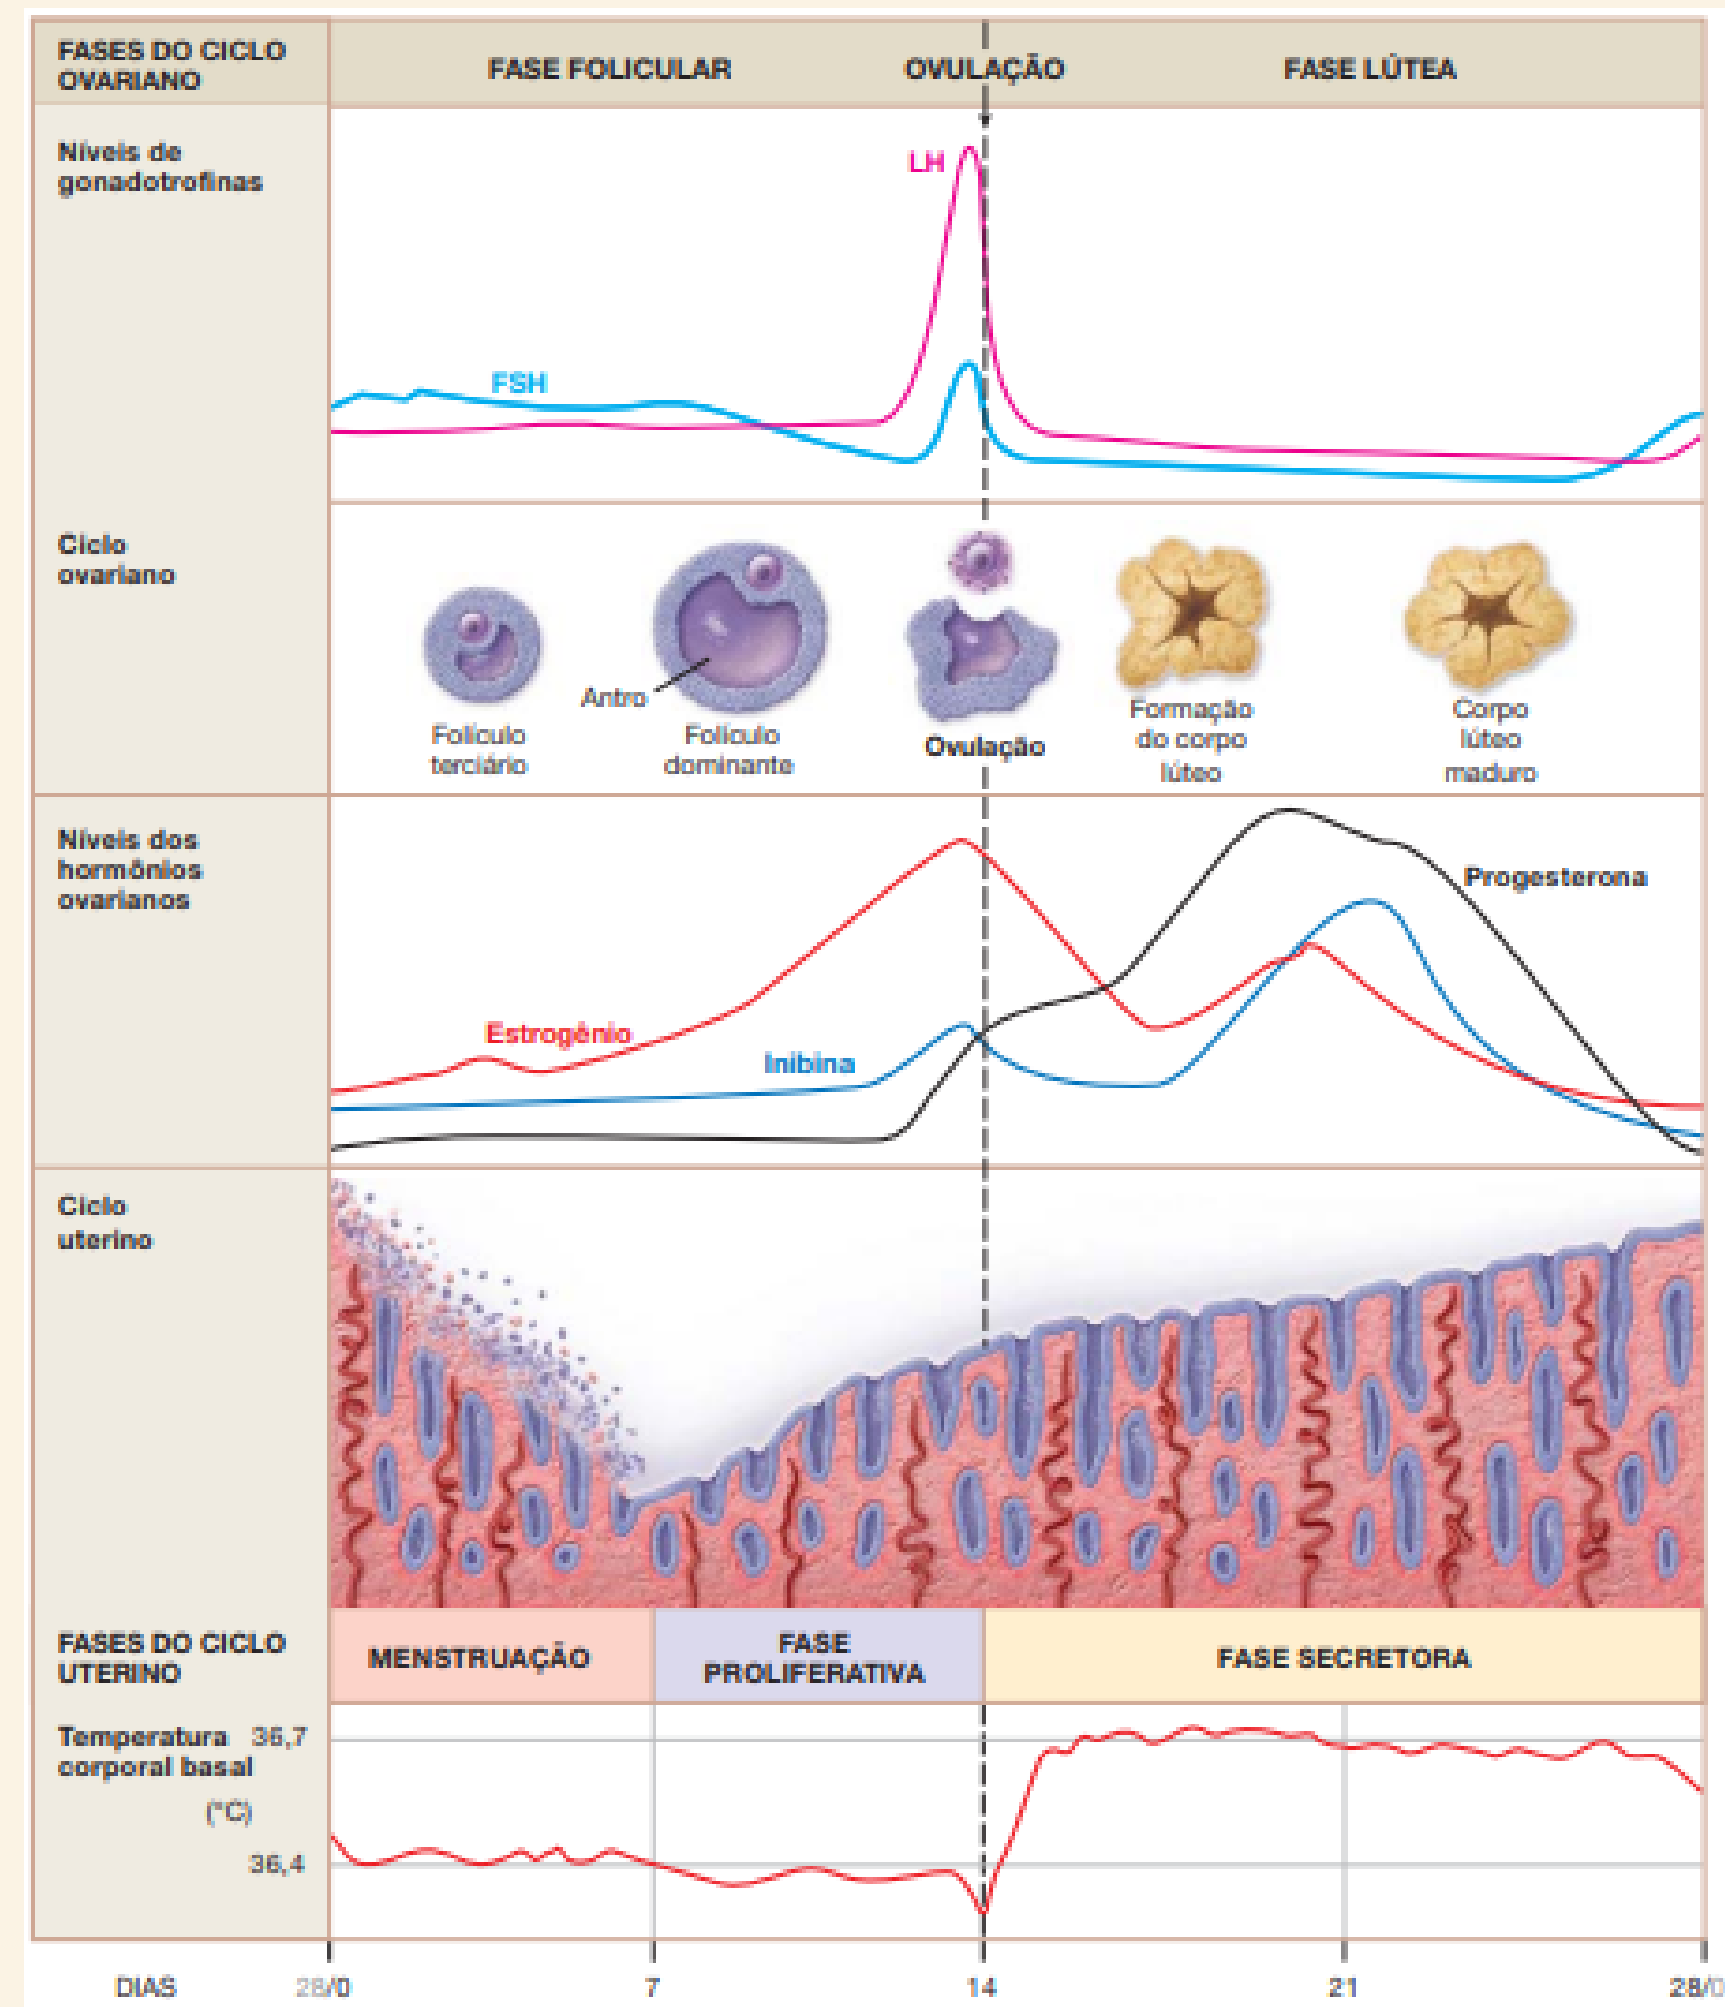 FASES DO CICLO
OVARIANO
FASE FOLICULAR
OVULAÇÃO
FASE LÚTEA
Níveis de
gonadotrofinas
LH
FSH
Ciclo
ovariano
Antro
Folículo
terciário
Folículo
dominante
Ovulação
Formação
do corpo
lúteo
Corpo
lúteo
maduro
Níveis dos
hormônios
ovarianos
Progesterona
Estrogênio
Inibina
Ciclo
uterino
FASES DO CICLO
UTERINO
MENSTRUAÇÃO
FASE
PROLIFERATIVA
FASE SECRETORA
Temperatura 36,7
corporal basal
(°C)
36,4
DIAS 28/0 7 14 21 28/0